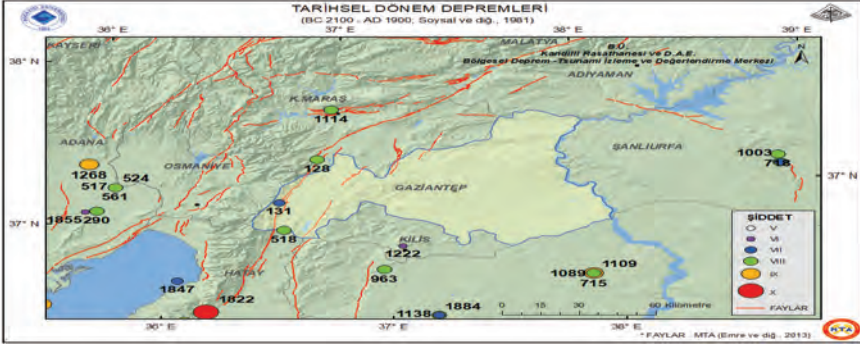 TARİHSEL DÖNEM DEPREMLERİ
(BC 2100 - AD 1900, Soysal ve diğ., 1981)
36° E
37° E
38° E
39° E
KAYSERİ
MALATYA
B.Ü.
Kandilli Rasathanesi ve D.A.E.
Bölgesel Deprem -Tsunami İzleme ve Değerlendirme Merkezi
N
38° N
38° N
ADIYAMAN
K.MARAŞ
1114
ADANA
ŞANLIURFA
1003
718
1268
OSMANİYE
128
517
524
561
GAZİANTEP
37° N
131
1855
290
37° N
518
KİLİS
1222
HATAY
963
1109
1089
715
1847
1822
1884
1138
0 15 30 60 Kilometre
ŞİDDET
V
VI
VII
VIII
IX
X
FAYLAR
36° E
37° E
38° E
* FAYLAR MTA (Emre ve diğ., 2013)
MTA